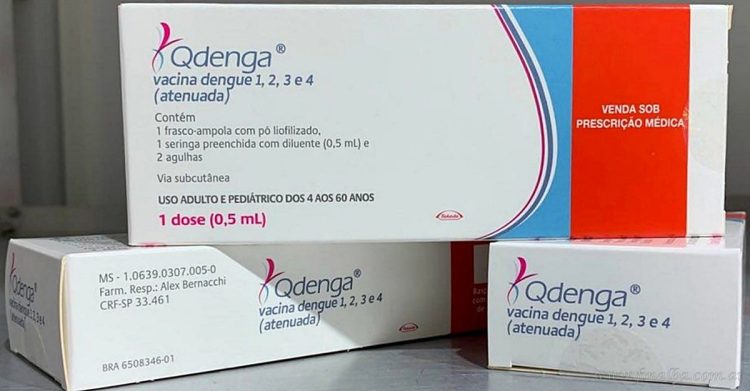 Qdenga®
vacina dengue 1, 2, 3 e 4
(atenuada)
Contém
1 frasco-ampola com pó liofilizado,
1 seringa preenchida com diluente (0,5 mL) e
2 agulhas
Via subcutânea
USO ADULTO E PEDIÁTRICO DOS 4 AOS 60 ANOS
1 dose (0,5 mL)
Takeda
VENDA SOB
PRESCRIÇÃO MÉDICA
Qdenga®
vacina dengue 1, 2, 3 e 4
(atenuada)
MS - 1.0639.0307.005-0
Farm. Resp.: Alex Bernacchi
CRF-SP 33.461
BRA 6508346-01
Qdenga®
vacina dengue 1, 2, 3 e 4
(atenuada)
Takeda
Qdenga®
vacina dengue 1, 2, 3 e 4
(atenuada)